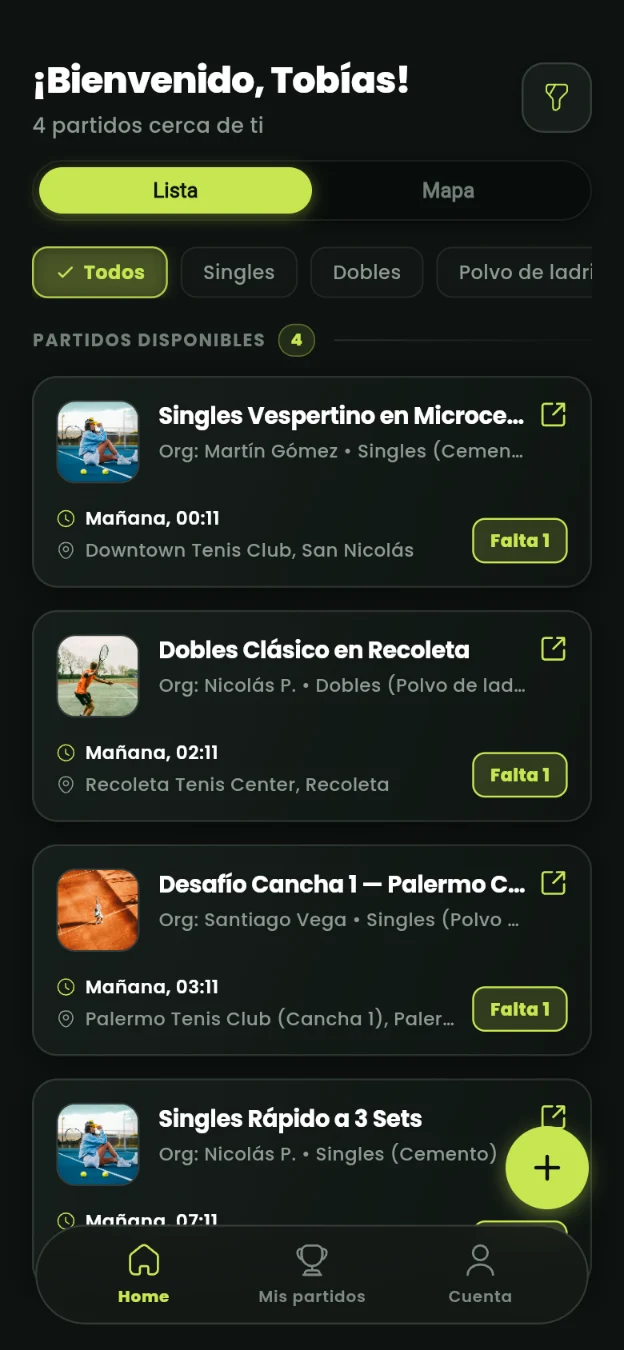 ¡Bienvenido, Tobías!
4 partidos cerca de ti
Lista
Mapa
Todos
Singles
Dobles
Polvo de ladri
PARTIDOS DISPONIBLES 4
Singles Vespertino en Microce...
Org: Martín Gómez • Singles (Cemen...
Mañana, 00:11
Downtown Tenis Club, San Nicolás
Falta 1
Dobles Clásico en Recoleta
Org: Nicolás P. • Dobles (Polvo de lad...
Mañana, 02:11
Recoleta Tenis Center, Recoleta
Falta 1
Desafío Cancha 1 — Palermo C...
Org: Santiago Vega • Singles (Polvo ...
Mañana, 03:11
Palermo Tenis Club (Cancha 1), Paler...
Falta 1
Singles Rápido a 3 Sets
Org: Nicolás P. • Singles (Cemento)
Mañana, 07:11
Home
Mis partidos
Cuenta